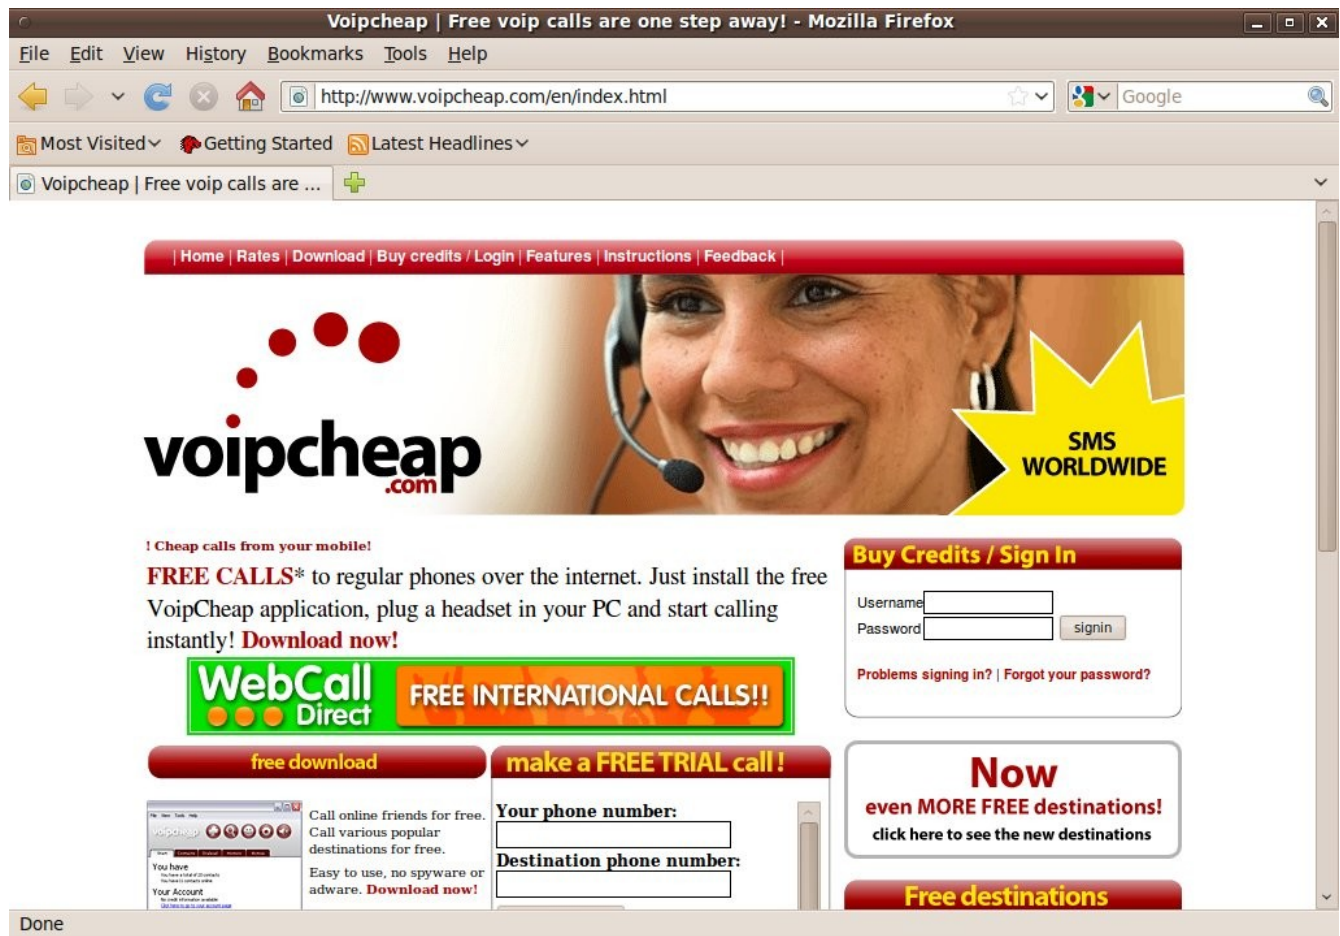 Voipcheap | Free voip calls are one step away! - Mozilla Firefox
File Edit View History Bookmarks Tools Help
http://www.voipcheap.com/en/index.html
Google
Most Visited Getting Started Latest Headlines
Voipcheap | Free voip calls are ...
| Home | Rates | Download | Buy credits / Login | Features | Instructions | Feedback |
voipcheap
.com
SMS
WORLDWIDE
! Cheap calls from your mobile!
FREE CALLS* to regular phones over the internet. Just install the free
VoipCheap application, plug a headset in your PC and start calling
instantly! Download now!
WebCall
Direct
FREE INTERNATIONAL CALLS!!
Buy Credits / Sign In
Username
Password
signin
Problems signing in? | Forgot your password?
free download
voipcheap
You have
Your Account
Call online friends for free.
Call various popular
destinations for free.
Easy to use, no spyware or
adware. Download now!
make a FREE TRIAL call !
Your phone number:
Destination phone number:
Now
even MORE FREE destinations!
click here to see the new destinations
Free destinations
Done